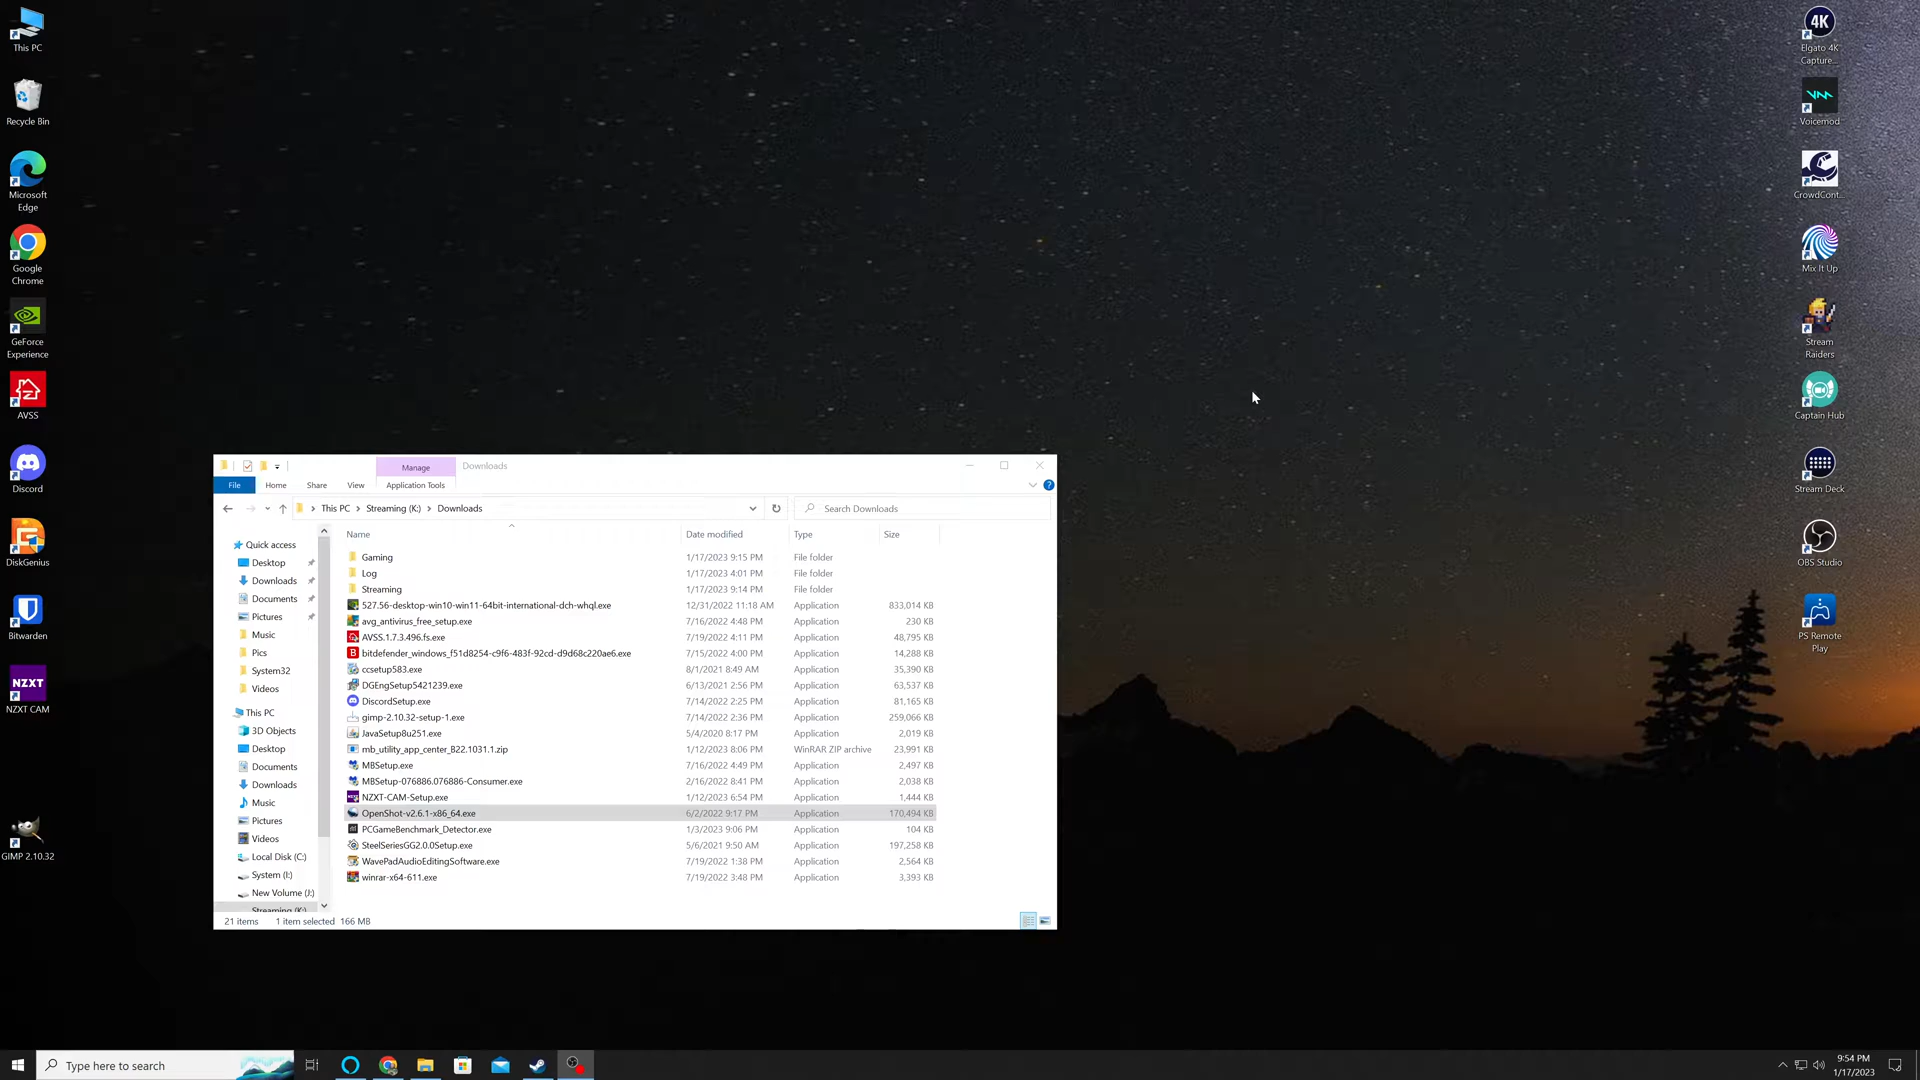 This PC
Recycle Bin
Microsoft
Edge
Google
Chrome
GeForce
Experience
AVSS
Discord
DiskGenius
Bitwarden
NZXT
NZXT CAM
GIMP 2.10.32
4K
Elgato 4K
Capture...
Voicemod
CrowdCont...
Mix It Up
Stream
Raiders
Captain Hub
Stream Deck
OBS Studio
PS Remote
Play
Manage
Downloads
File
Home
Share
View
Application Tools
This PC
Streaming (K:)
Downloads
Search Downloads
Quick access
Desktop
Downloads
Documents
Pictures
Music
Pics
System32
Videos
This PC
3D Objects
Desktop
Documents
Downloads
Music
Pictures
Videos
Local Disk (C:)
System (I:)
New Volume (J:)
Streaming (K:)
Name Date modified Type Size
Gaming 1/17/2023 9:15 PM File folder
Log 1/17/2023 4:01 PM File folder
Streaming 1/17/2023 9:14 PM File folder
527.56-desktop-win10-win11-64bit-international-dch-whql.exe 12/31/2022 11:18 AM Application 833,014 KB
avg_antivirus_free_setup.exe 7/16/2022 4:48 PM Application 230 KB
AVSS.1.7.3.496.fs.exe 7/19/2022 4:11 PM Application 48,795 KB
bitdefender_windows_f51d8254-c9f6-483f-92cd-d9d68c220ae6.exe 7/15/2022 4:00 PM Application 14,288 KB
ccsetup583.exe 8/1/2021 8:49 AM Application 35,390 KB
DGEngSetup5421239.exe 6/13/2021 2:56 PM Application 63,537 KB
DiscordSetup.exe 7/14/2022 2:25 PM Application 81,165 KB
gimp-2.10.32-setup-1.exe 7/14/2022 2:36 PM Application 259,066 KB
JavaSetup8u251.exe 5/4/2020 8:17 PM Application 2,019 KB
mb_utility_app_center_B22.1031.1.zip 1/12/2023 8:06 PM WinRAR ZIP archive 23,991 KB
MBSetup.exe 7/16/2022 4:49 PM Application 2,497 KB
MBSetup-076886.076886-Consumer.exe 2/16/2022 8:41 PM Application 2,038 KB
NZXT-CAM-Setup.exe 1/12/2023 6:54 PM Application 1,444 KB
OpenShot-v2.6.1-x86_64.exe 6/2/2022 9:17 PM Application 170,494 KB
PCGameBenchmark_Detector.exe 1/3/2023 9:06 PM Application 104 KB
SteelSeriesGG2.0.0Setup.exe 5/6/2021 9:50 AM Application 197,258 KB
WavePadAudioEditingSoftware.exe 7/19/2022 1:38 PM Application 2,564 KB
winrar-x64-611.exe 7/19/2022 3:48 PM Application 3,393 KB
21 items 1 item selected 166 MB
Type here to search
9:54 PM
1/17/2023